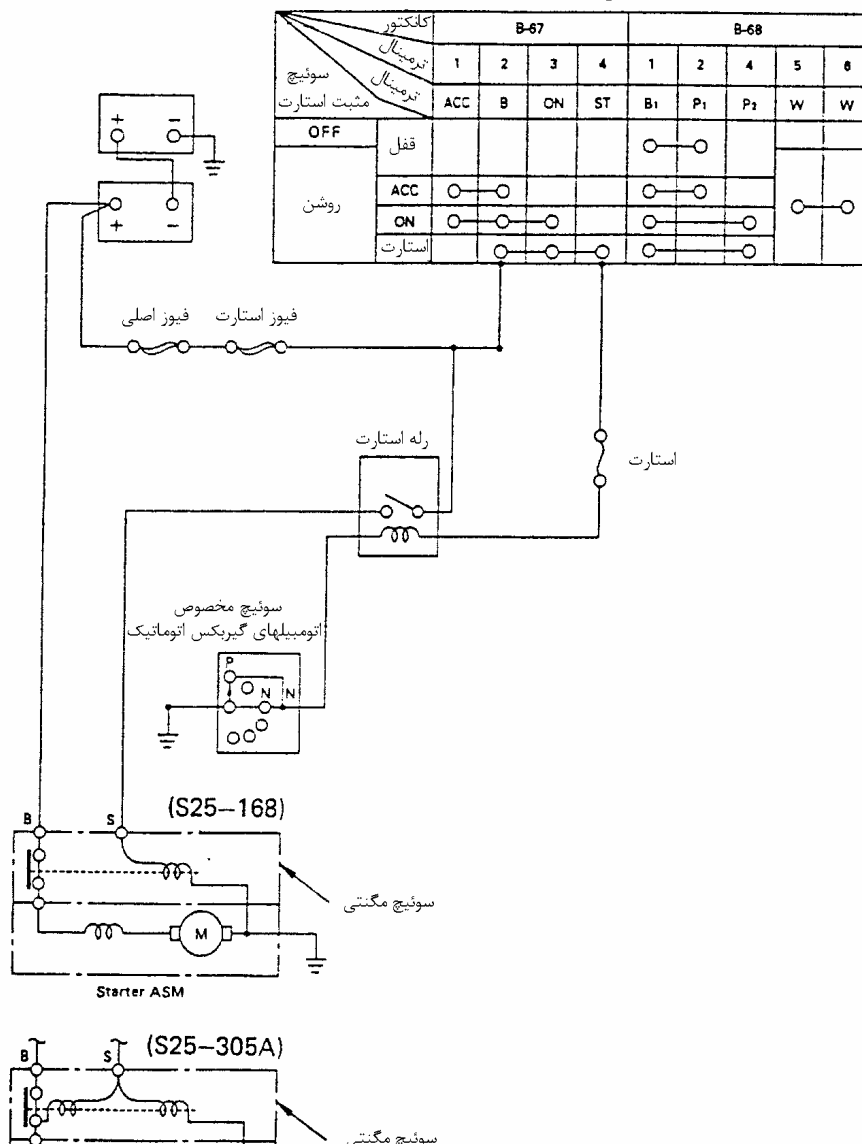 کانکتور B-67 B-68
ترمینال 1 2 3 4 1 2 4 5 6
ترمینال ACC B ON ST B1 P1 P2 W W
سوئیچ
مثبت استارت
OFF قفل
روشن ACC
ON
استارت
+ -
+ -
فیوز اصلی فیوز استارت
رله استارت
استارت
سوئیچ مخصوص
اتومبیلهای گیربکس اتوماتیک
P
N N
(S25-168)
B S
سوئیچ مگنتی
M
Starter ASM
(S25-305A)
B S
سوئیچ مگنتی